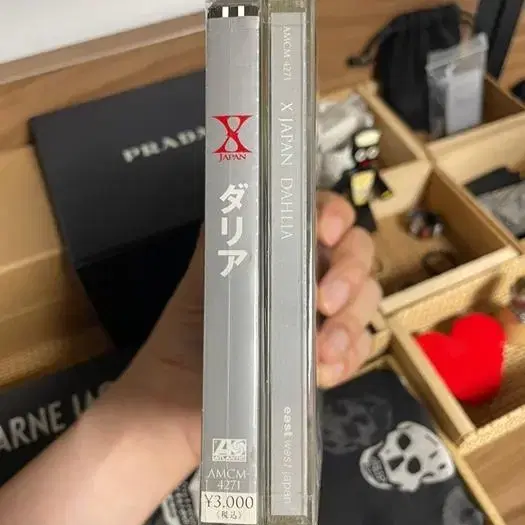 X
JAPAN
ダリア
ATLANTIC
AMCM-
4271
¥3,000
(税込)
AMCM-4271
X JAPAN DAHLIA
east west japan
PRADA
ARNE